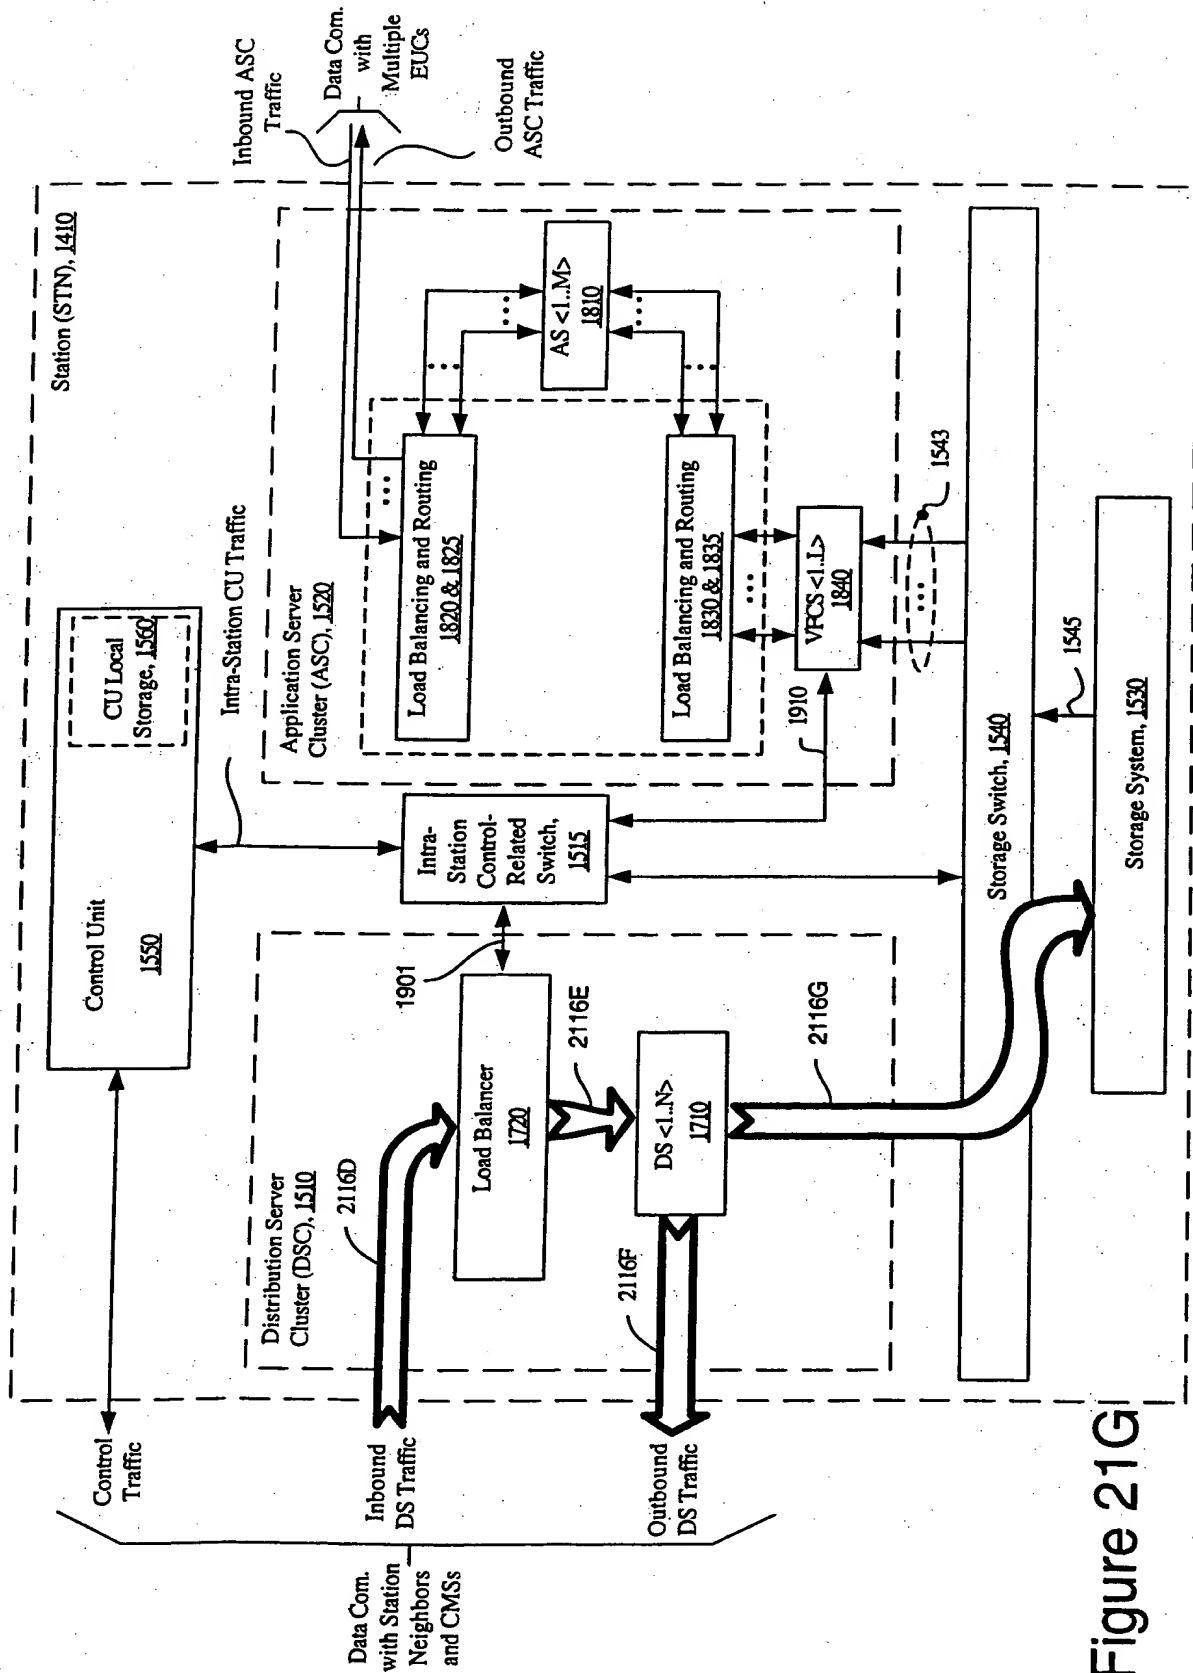 Station (STN), 1410
Control Unit
1550
CU Local
Storage, 1560
Control
Traffic
Intra-Station CU Traffic
Inbound ASC
Traffic
Data Com.
with
Multiple
EUCs
Outbound
ASC Traffic
Distribution Server
Cluster (DSC), 1510
2116D
Inbound
DS Traffic
Load Balancer
1720
1901
2116E
DS <1..N>
1710
2116F
Outbound
DS Traffic
2116G
Data Com.
with Station
Neighbors
and CMSs
Intra-
Station
Control-
Related
Switch,
1515
Application Server
Cluster (ASC), 1520
Load Balancing and Routing
1820 & 1825
AS <1..M>
1810
Load Balancing and Routing
1830 & 1835
VFCS <1..L>
1840
1910
1543
Storage Switch, 1540
1545
Storage System, 1530
Figure 21G